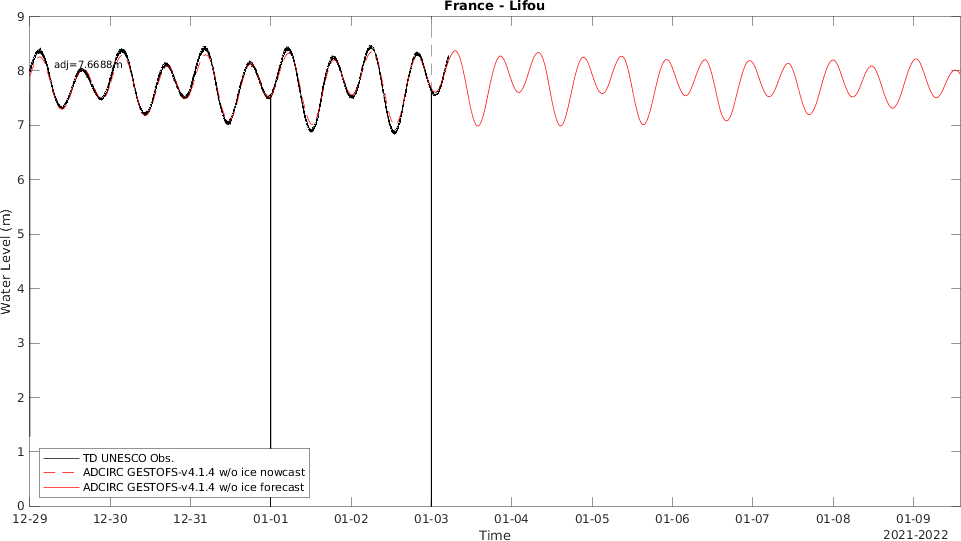 France - Lifou
9
8
7
6
5
4
3
2
1
0
Water Level (m)
adj=7.6688m
TD UNESCO Obs.
ADCIRC GESTOFS-v4.1.4 w/o ice nowcast
ADCIRC GESTOFS-v4.1.4 w/o ice forecast
12-29 12-30 12-31 01-01 01-02 01-03 01-04 01-05 01-06 01-07 01-08 01-09
Time
2021-2022